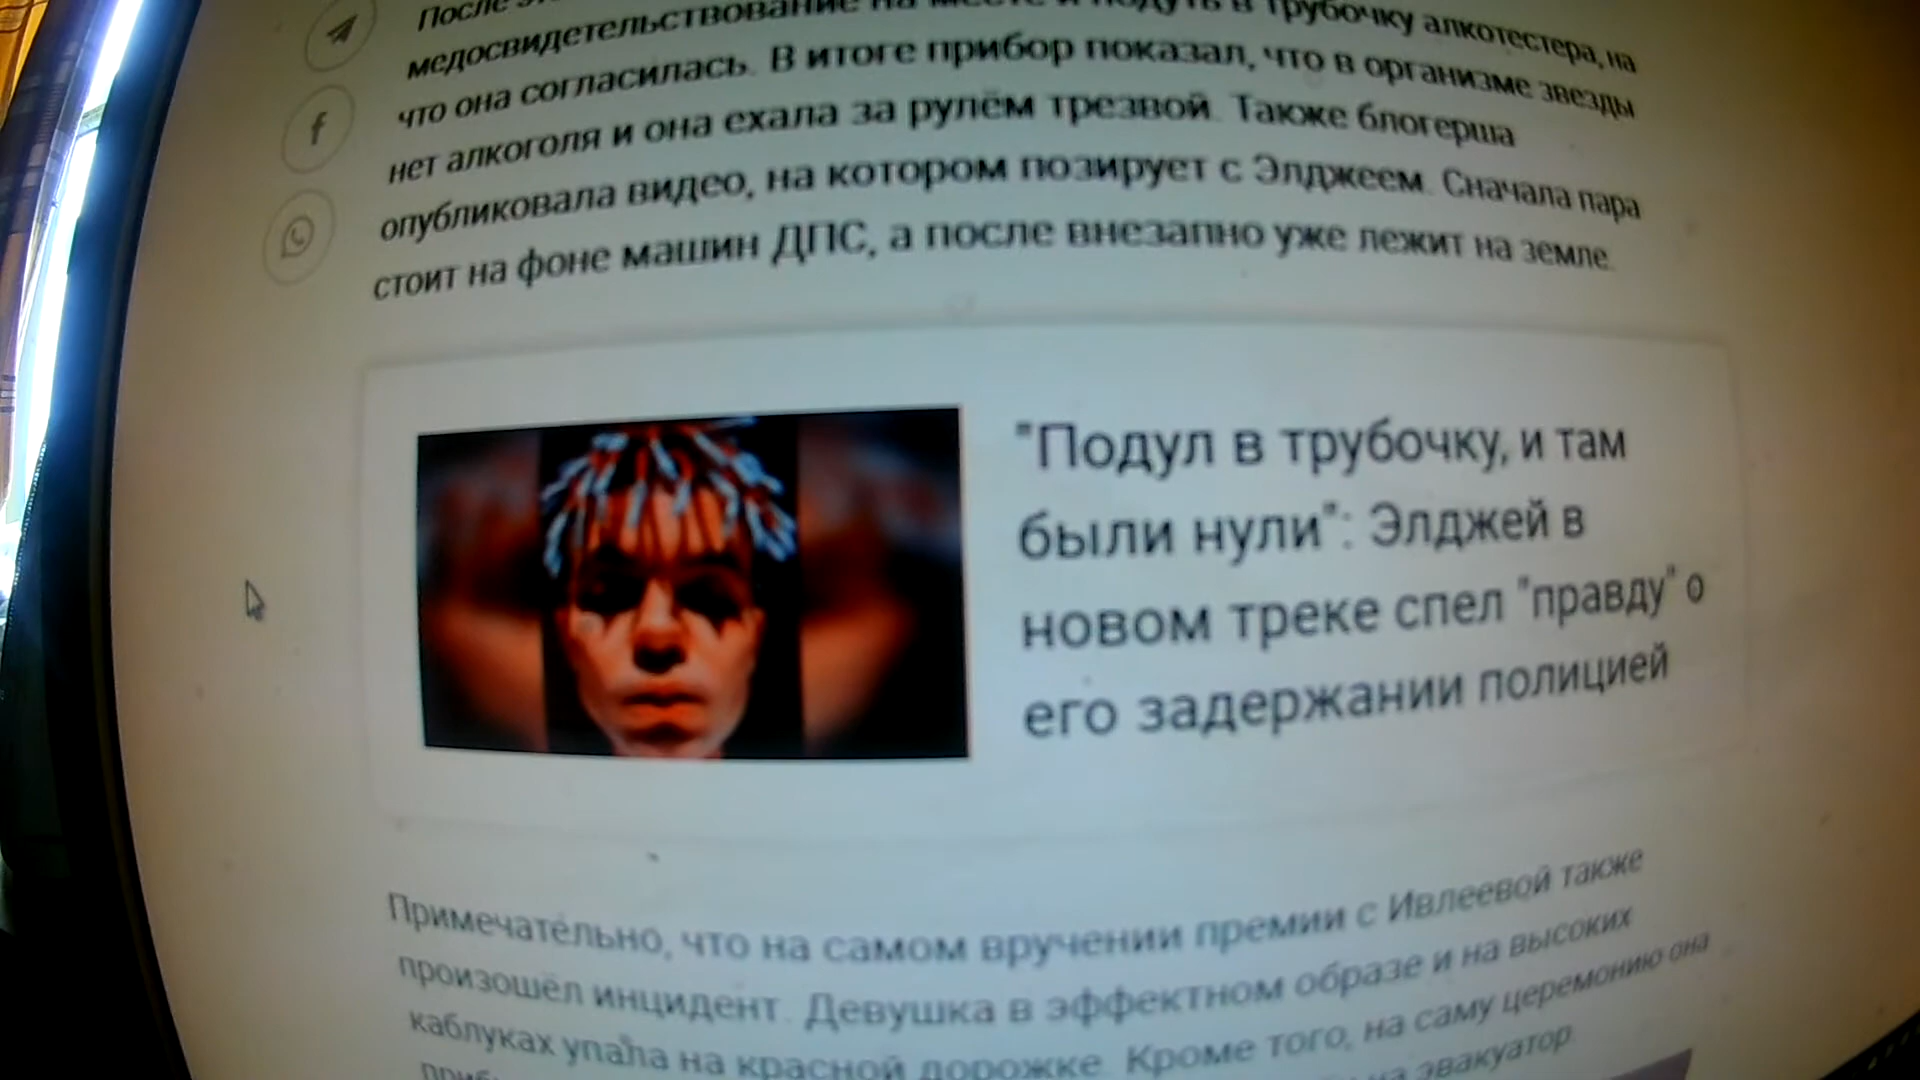 После
медосвидетельствование на месте и подуть в трубочку алкотестера, на
что она согласилась. В итоге прибор показал, что в организме звезды
нет алкоголя и она ехала за рулём трезвой. Также блогерша
опубликовала видео, на котором позирует с Элджеем. Сначала пара
стоит на фоне машин ДПС, а после внезапно уже лежит на земле.
"Подул в трубочку, и там
были нули": Элджей в
новом треке спел "правду" о
его задержании полицией
Примечательно, что на самом вручении премии с Ивлеевой также
произошёл инцидент. Девушка в эффектном образе и на высоких
каблуках упала на красной дорожке. Кроме того, на саму церемонию она
на эвакуатор